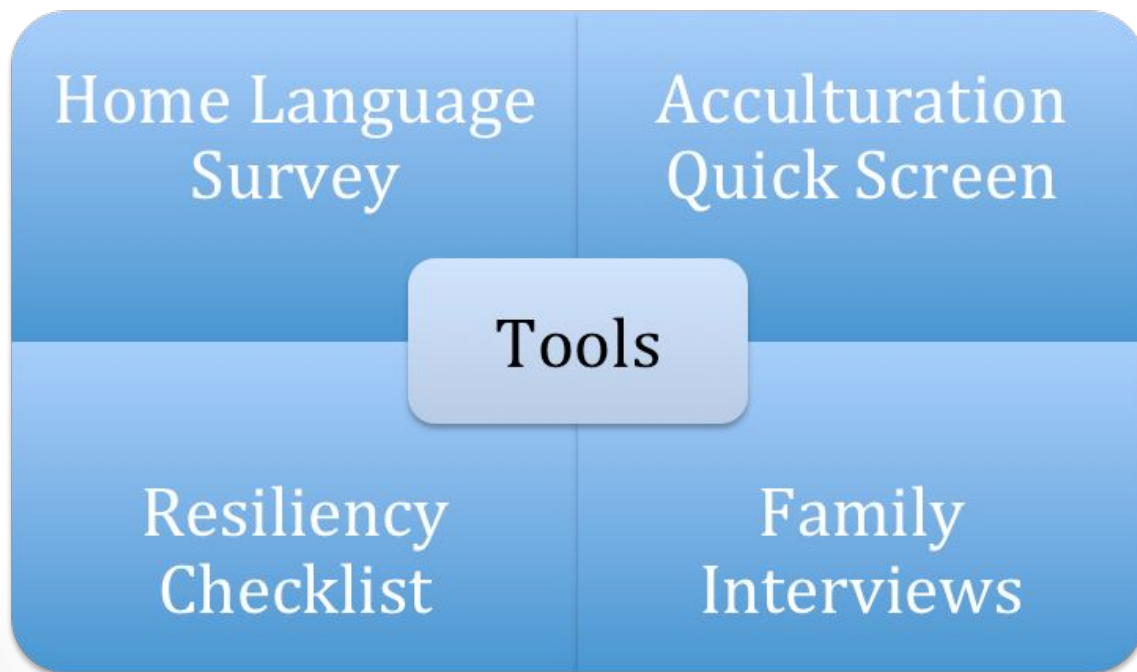 Home Language
Survey
Acculturation
Quick Screen
Tools
Resiliency
Checklist
Family
Interviews